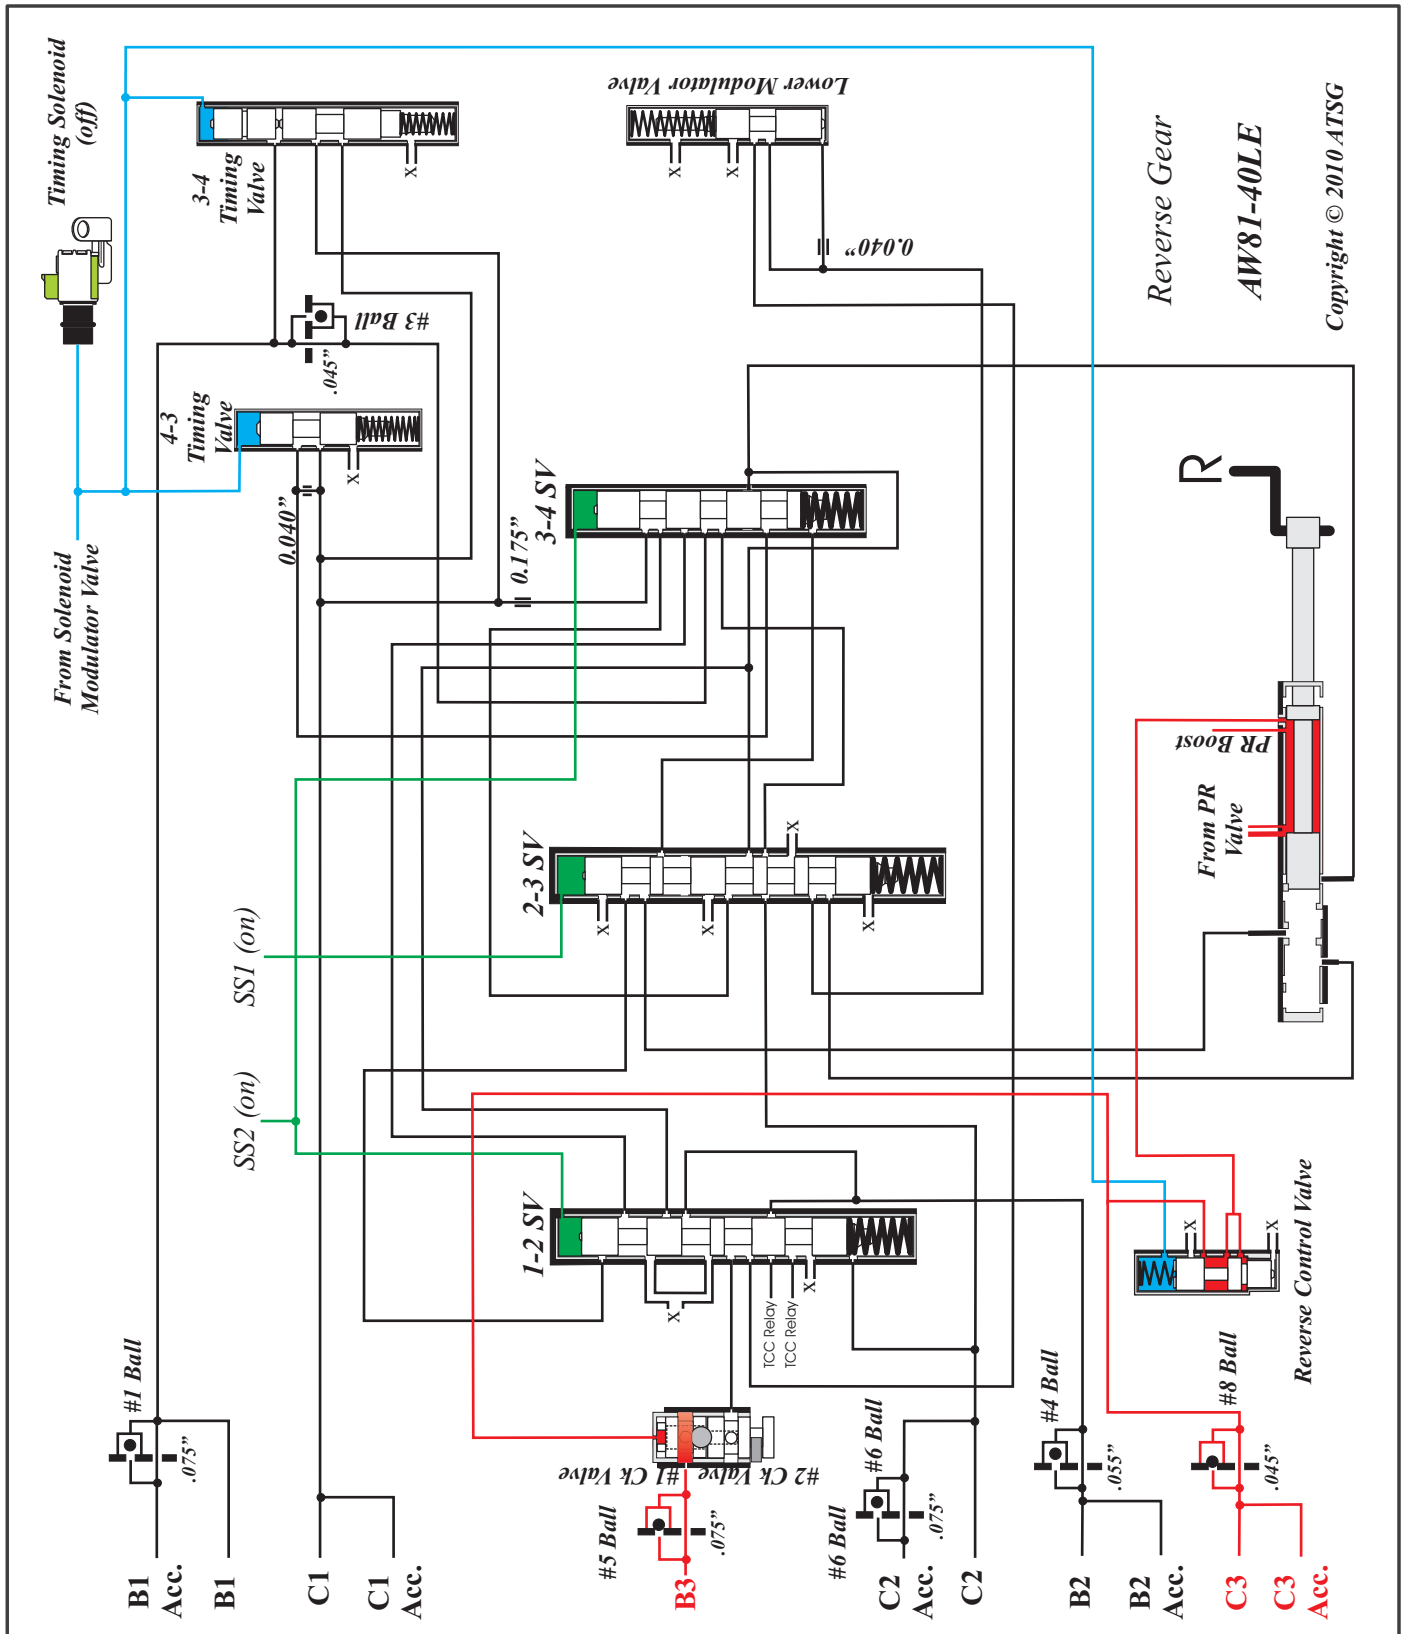 Timing Solenoid
(off)
3-4
Timing
Valve
X
Lower Modulator Valve
X
X
0.040”
Reverse Gear
AW81-40LE
Copyright © 2010 ATSG
#3 Ball
.045”
4-3
Timing
Valve
X
0.040”
From Solenoid
Modulator Valve
3-4 SV
0.175”
R
PR Boost
From PR
Valve
2-3 SV
X
X
X
X
SS1 (on)
SS2 (on)
1-2 SV
X
TCC Relay
TCC Relay
X
X
X
Reverse Control Valve
#1 Ball
.075”
#1 Ck Valve
#2 Ck Valve
#5 Ball
.075”
#6 Ball
#6 Ball
.075”
#4 Ball
.055”
#8 Ball
.045”
B1
Acc.
B1
C1
C1
Acc.
B3
C2
Acc.
C2
B2
B2
Acc.
C3
C3
Acc.